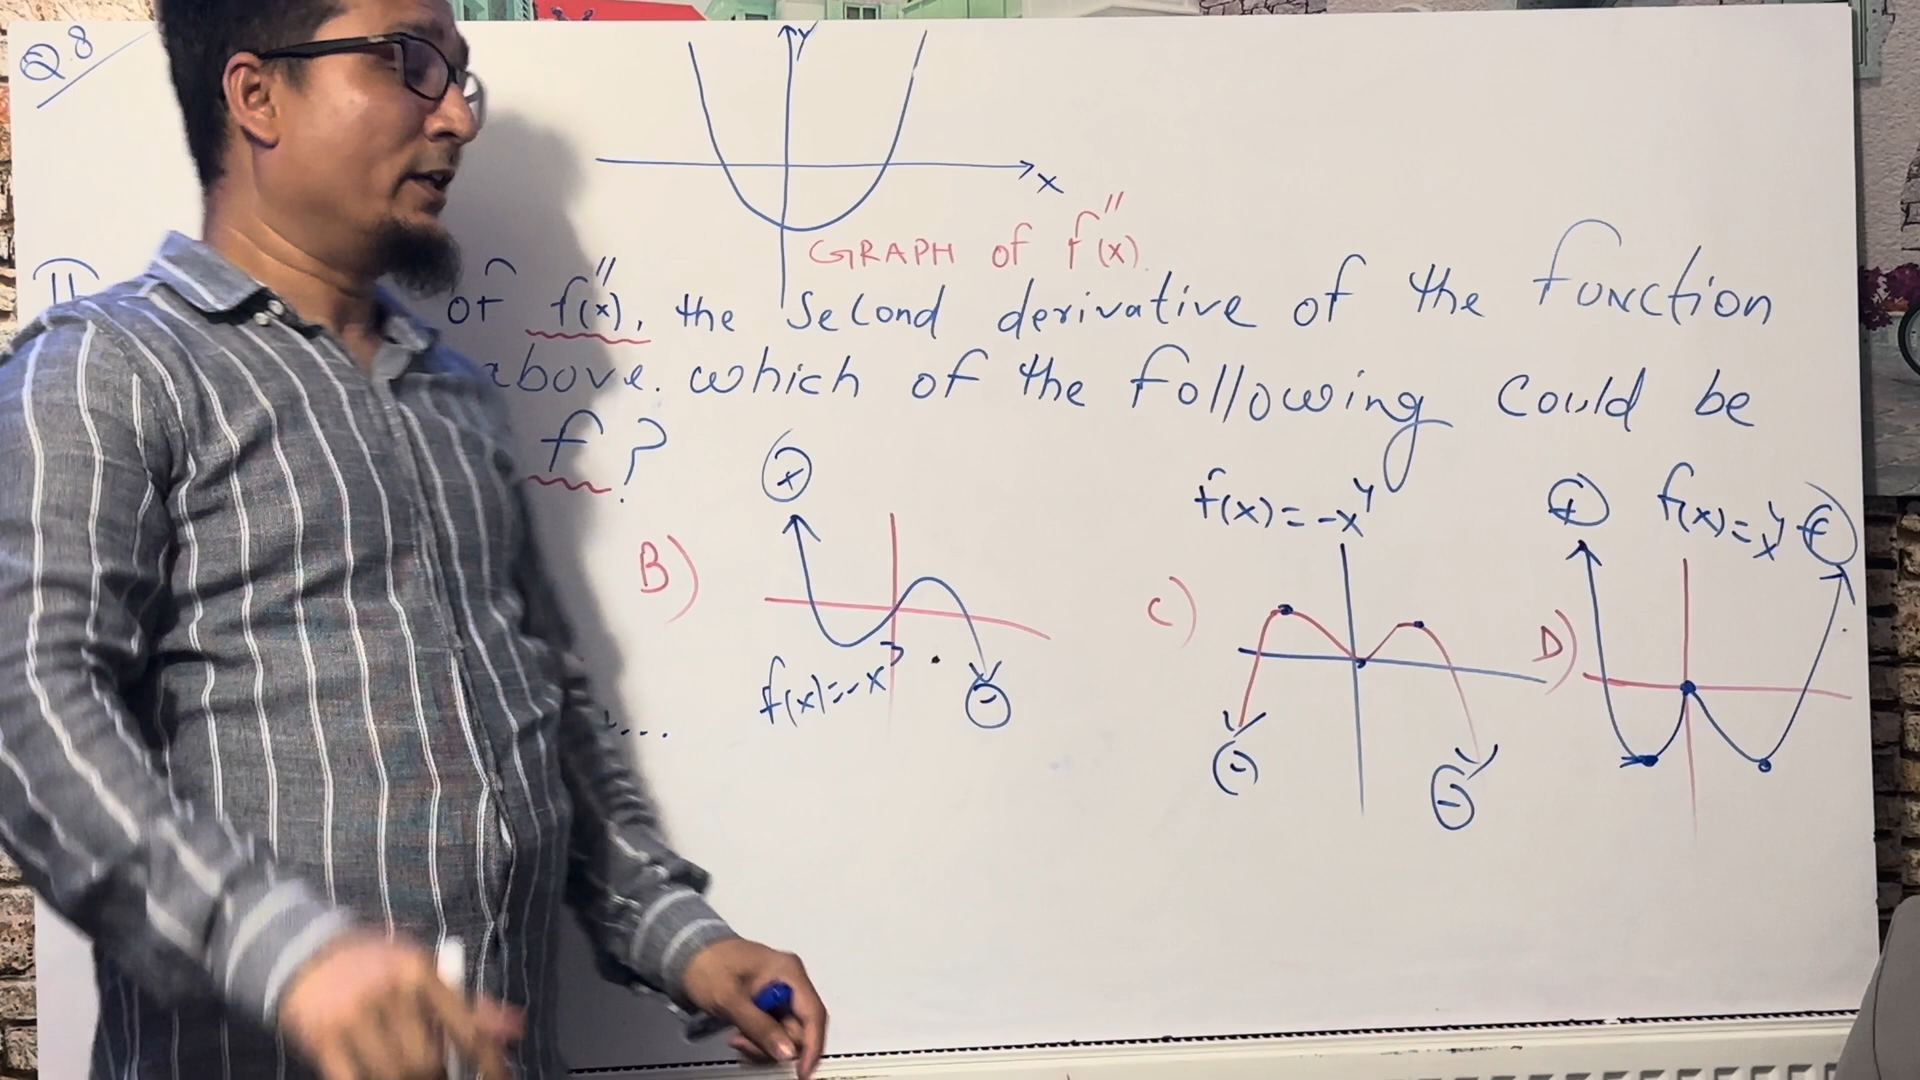 Q.8
y
x
GRAPH of f''(x).
of f''(x), the second derivative of the function
above. which of the following could be
f ?
+
f(x) = -x⁴
+ f(x) = x⁴ +
B)
C)
D)
f(x) = -x³
-
-
-
....